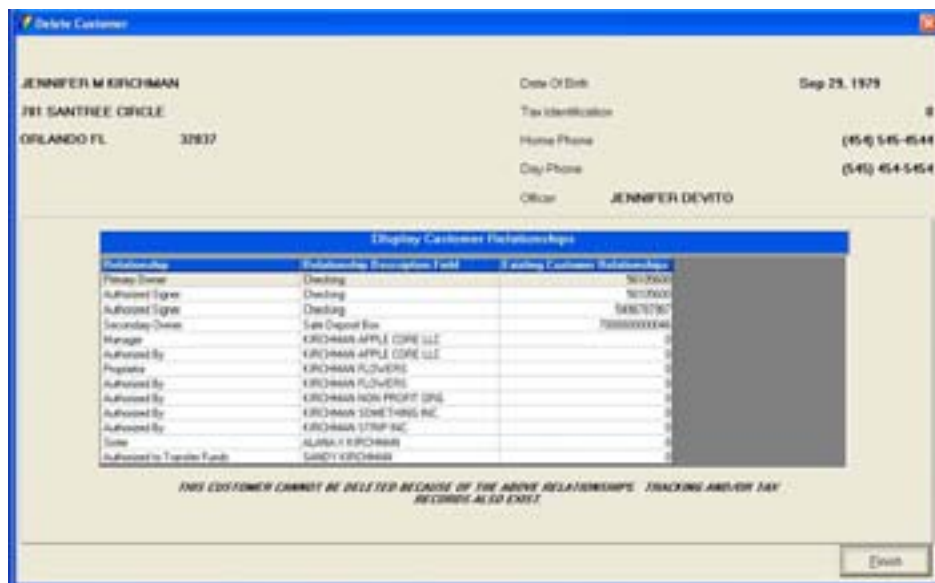 Delete Customer
JENNIFER M KIRCHMAN Date Of Birth Sep 29, 1979
781 SANTREE CIRCLE Tax Identification 0
ORLANDO FL 32837 Home Phone (454) 545-4544
Day Phone (545) 454-5454
Officer JENNIFER DEVITO
Display Customer Relationships
Relationship Relationship Description Field Existing Customer Relationships
Primary Owner Checking
Authorized Signer Checking
Authorized Signer Checking
Secondary Owner Safe Deposit Box
Manager KIRCHMAN APPLE CORE LLC 0
Authorized By KIRCHMAN APPLE CORE LLC 0
Proprietor KIRCHMAN FLOWERS 0
Authorized By KIRCHMAN FLOWERS 0
Authorized By KIRCHMAN NON PROFIT ORG 0
Authorized By KIRCHMAN SOMETHING INC 0
Authorized By KIRCHMAN STRIP INC 0
Sister KIRCHMAN 0
Authorized to Transfer Funds SANDY KIRCHMAN 0
THIS CUSTOMER CANNOT BE DELETED BECAUSE OF THE ABOVE RELATIONSHIPS. TRACKING AND/OR TAX
RECORDS ALSO EXIST.
Finish